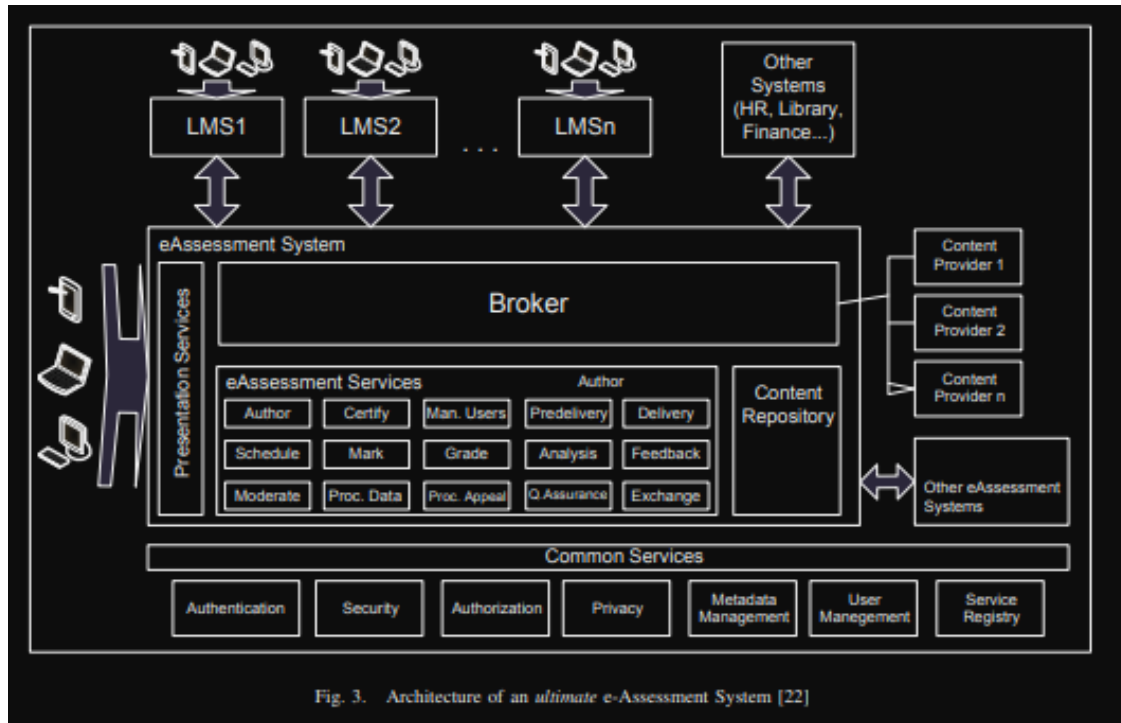 LMS1
LMS2
. . .
LMSn
Other
Systems
(HR, Library,
Finance...)
eAssessment System
Presentation Services
Broker
Content
Provider 1
Content
Provider 2
Content
Provider n
eAssessment Services
Author
Author
Certify
Man. Users
Predelivery
Delivery
Schedule
Mark
Grade
Analysis
Feedback
Moderate
Proc. Data
Proc. Appeal
Q.Assurance
Exchange
Content
Repository
Other eAssessment
Systems
Common Services
Authentication
Security
Authorization
Privacy
Metadata
Management
User
Manegement
Service
Registry
Fig. 3. Architecture of an ultimate e-Assessment System [22]